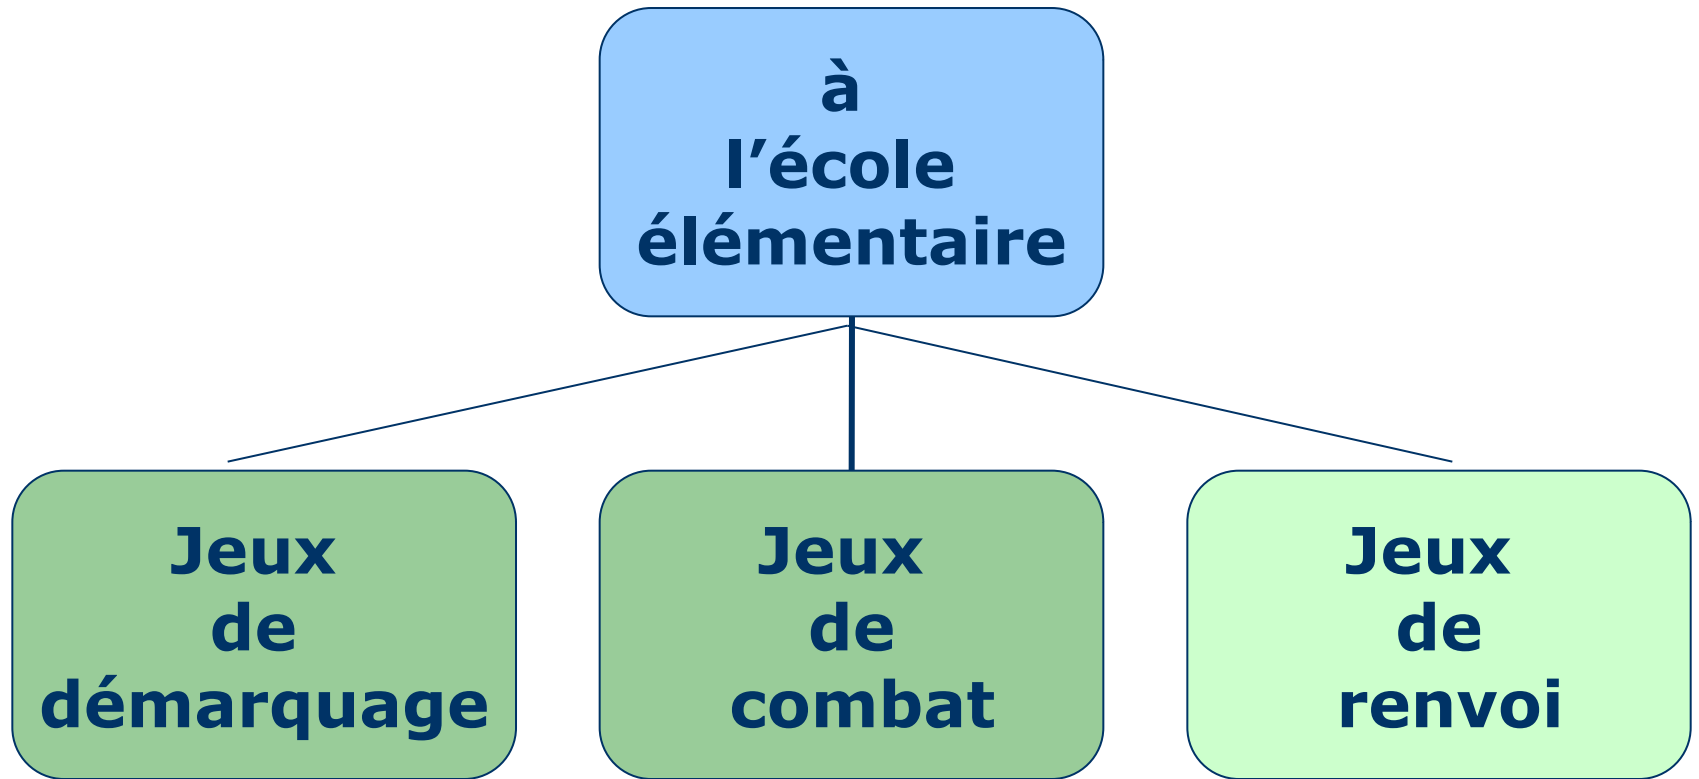 à
l’école
élémentaire
Jeux
de
démarquage
Jeux
de
combat
Jeux
de
renvoi